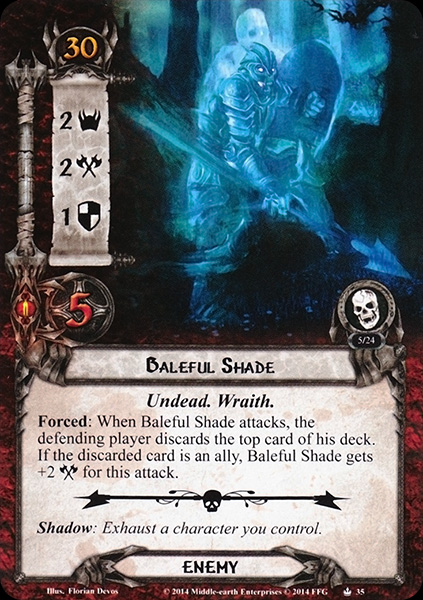 30
2
2
1
5
5/24
Baleful Shade
Undead. Wraith.
Forced: When Baleful Shade attacks, the
defending player discards the top card of his deck.
If the discarded card is an ally, Baleful Shade gets
+2 for this attack.
Shadow: Exhaust a character you control.
ENEMY
Illus. Florian Devos © 2014 Middle-earth Enterprises © 2014 FFG 35